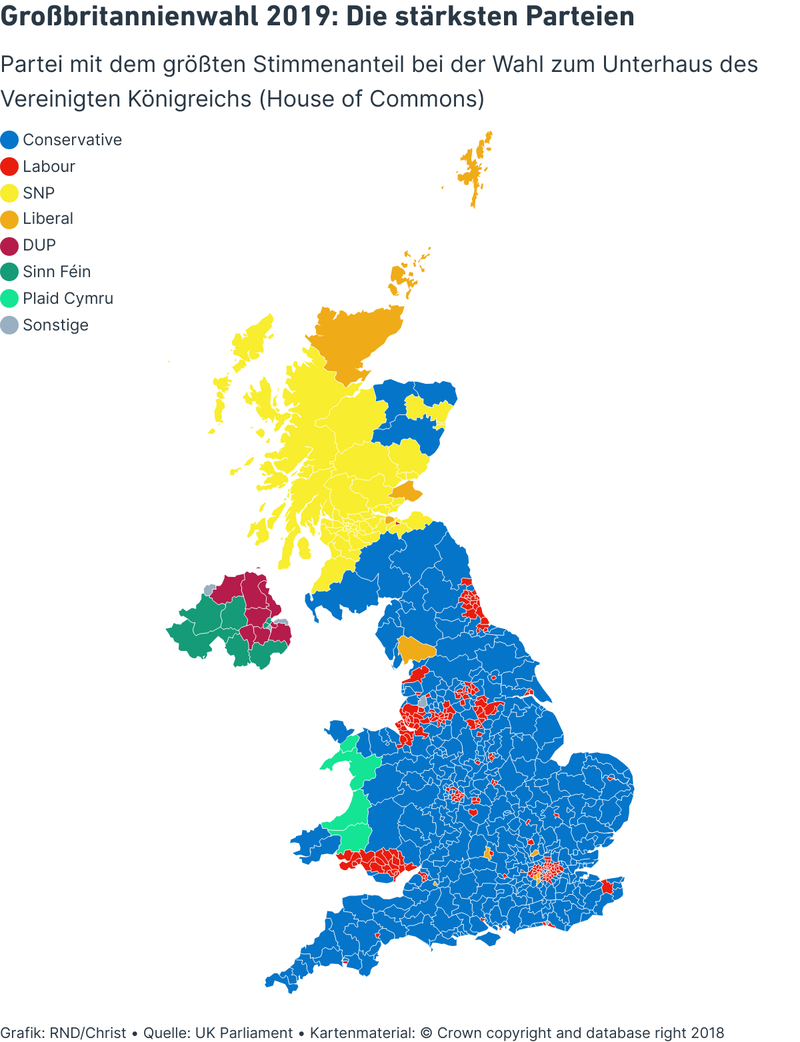 Großbritannienwahl 2019: Die stärksten Parteien
Partei mit dem größten Stimmenanteil bei der Wahl zum Unterhaus des
Vereinigten Königreichs (House of Commons)
Conservative
Labour
SNP
Liberal
DUP
Sinn Féin
Plaid Cymru
Sonstige
Grafik: RND/Christ • Quelle: UK Parliament • Kartenmaterial: © Crown copyright and database right 2018